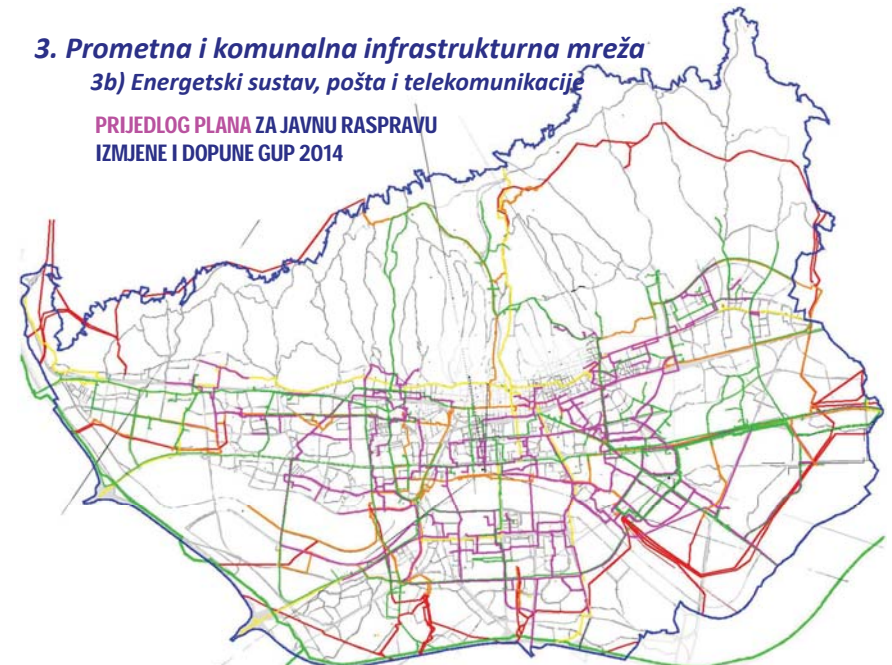 3. Prometna i komunalna infrastrukturna mreža
3b) Energetski sustav, pošta i telekomunikacije
PRIJEDLOG PLANA ZA JAVNU RASPRAVU
IZMJENE I DOPUNE GUP 2014